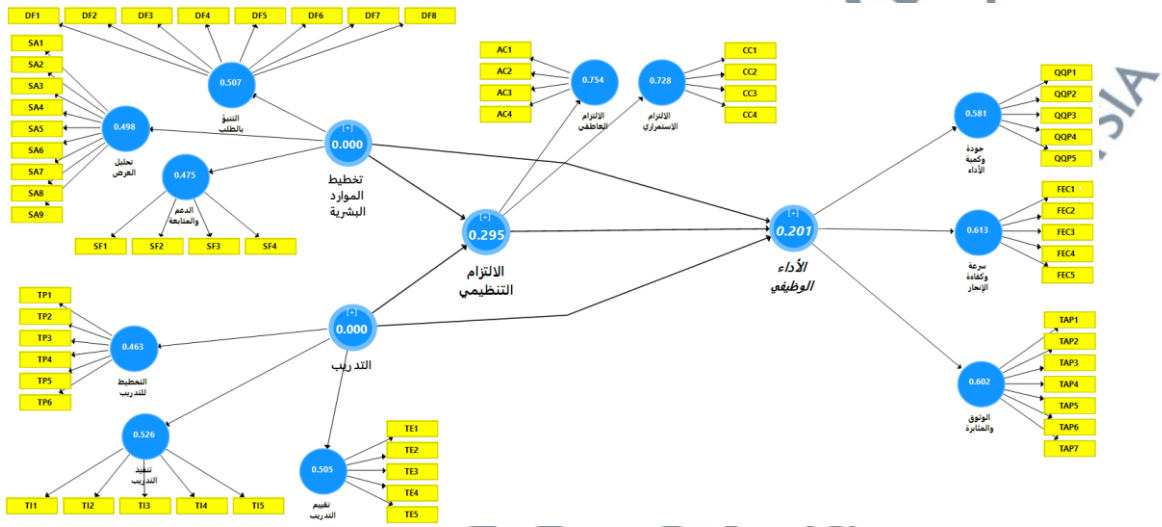 DF1 DF2 DF3 DF4 DF5 DF6 DF7 DF8
0.507
التنبؤ
بالطلب
SA1
SA2
SA3
SA4
SA5
SA6
SA7
SA8
SA9
0.498
تحليل
العرض
0.475
الدعم
والمتابعة
SF1 SF2 SF3 SF4
[+]
0.000
تخطيط
الموارد
البشرية
AC1
AC2
AC3
AC4
0.754
الالتزام
العاطفي
0.728
الالتزام
الاستمراري
CC1
CC2
CC3
CC4
[+]
0.295
الالتزام
التنظيمي
[+]
0.201
الأداء
الوظيفي
0.581
جودة
وكمية
الأداء
QQP1
QQP2
QQP3
QQP4
QQP5
0.613
سرعة
وكفاءة
الإنجاز
FEC1
FEC2
FEC3
FEC4
FEC5
0.602
الوثوق
والمثابرة
TAP1
TAP2
TAP3
TAP4
TAP5
TAP6
TAP7
[+]
0.000
التدريب
TP1
TP2
TP3
TP4
TP5
TP6
0.463
التخطيط
للتدريب
0.526
تنفيذ
التدريب
TI1 TI2 TI3 TI4 TI5
0.505
تقييم
التدريب
TE1
TE2
TE3
TE4
TE5